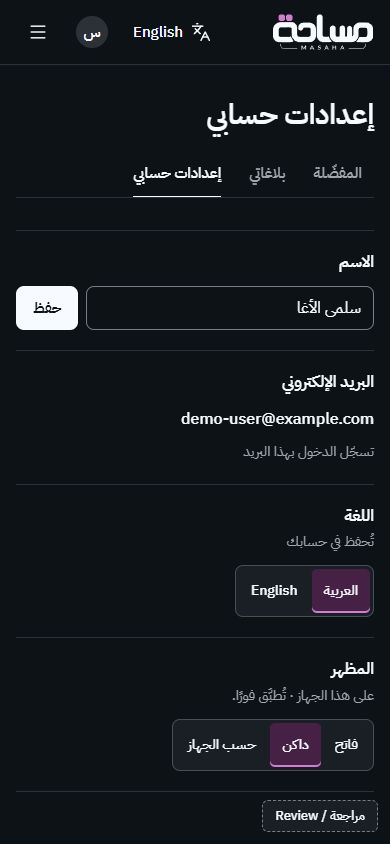 مساحة
MASAHA
English
س
إعدادات حسابي
المفضّلة
بلاغاتي
إعدادات حسابي
الاسم
سلمى الأغا
حفظ
البريد الإلكتروني
demo-user@example.com
تسجّل الدخول بهذا البريد
اللغة
تُحفظ في حسابك
العربية
English
المظهر
على هذا الجهاز · تُطبَّق فورًا.
فاتح
داكن
حسب الجهاز
مراجعة / Review